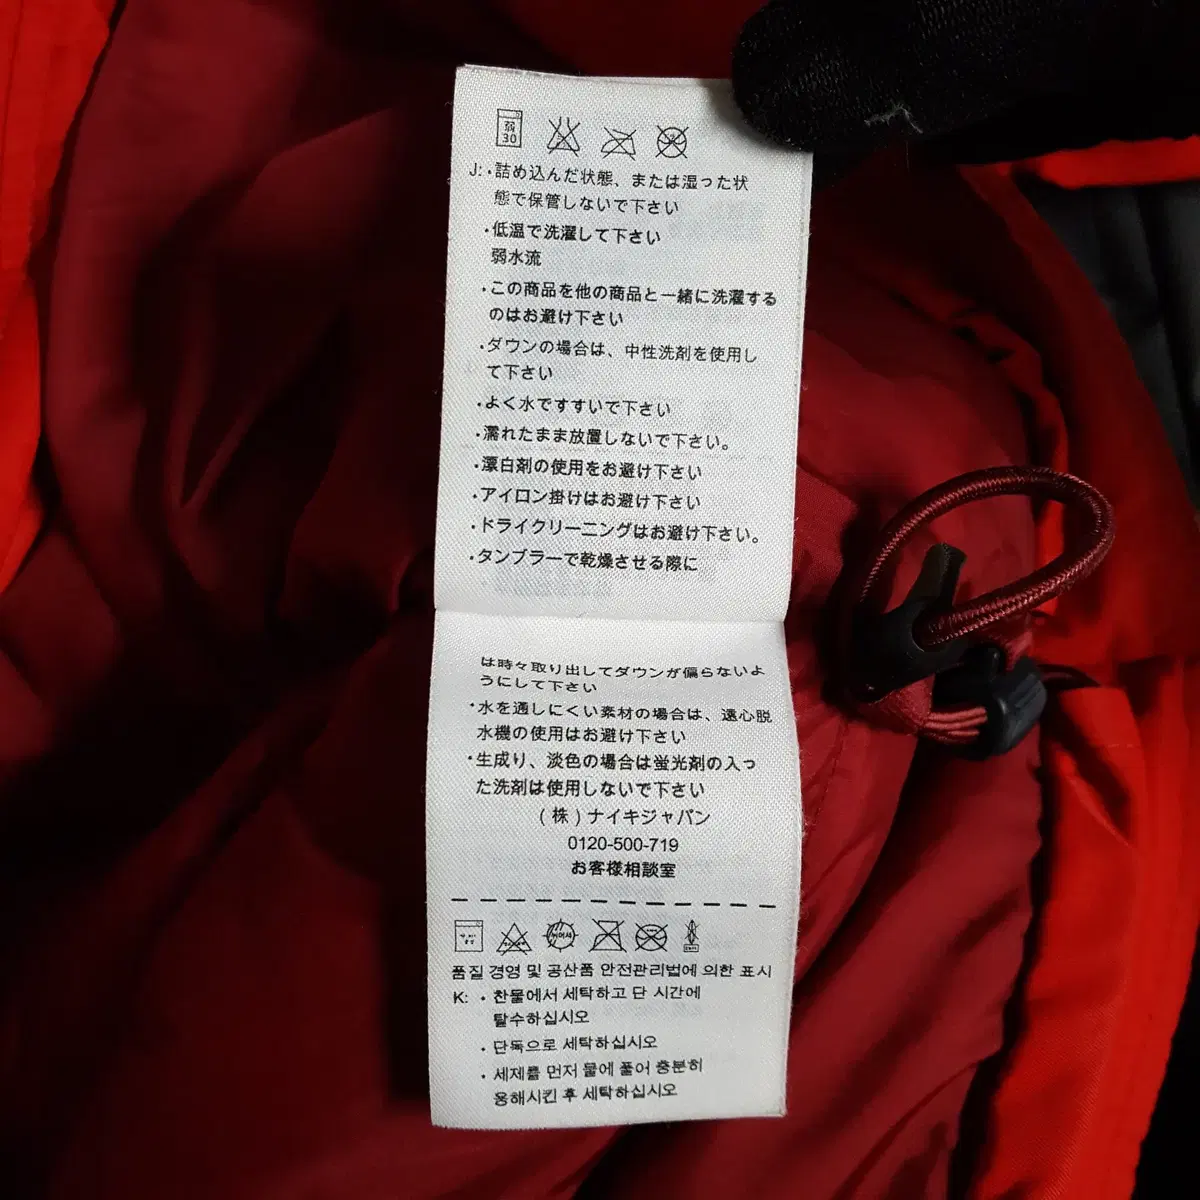 弱
30
J: ・詰め込んだ状態、または湿った状
態で保管しないで下さい
・低温で洗濯して下さい
弱水流
・この商品を他の商品と一緒に洗濯する
のはお避け下さい
・ダウンの場合は、中性洗剤を使用し
て下さい
・よく水ですすいで下さい
・濡れたまま放置しないで下さい。
・漂白剤の使用をお避け下さい
・アイロン掛けはお避け下さい
・ドライクリーニングはお避け下さい。
・タンブラーで乾燥させる際に
は時々取り出してダウンが偏らないよ
うにして下さい
・水を通しにくい素材の場合は、遠心脱
水機の使用はお避け下さい
・生成り、淡色の場合は蛍光剤の入っ
た洗剤は使用しないで下さい
(株)ナイキジャパン
0120-500-719
お客様相談室
품질 경영 및 공산품 안전관리법에 의한 표시
K: ・찬물에서 세탁하고 단 시간에
탈수하십시오
・단독으로 세탁하십시오
・세제를 먼저 물에 풀어 충분히
용해시킨 후 세탁하십시오